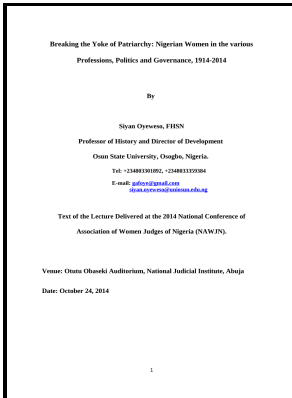 Breaking the Yoke of Patriarchy: Nigerian Women in the various
Professions, Politics and Governance, 1914-2014
By
Siyan Oyeweso, FHSN
Professor of History and Director of Development
Osun State University, Osogbo, Nigeria.
Tel: +234803301892, +2348033359384
E-mail: gafoye@gmail.com
siyan.oyeweso@uniosun.edu.ng
Text of the Lecture Delivered at the 2014 National Conference of
Association of Women Judges of Nigeria (NAWJN).
Venue: Otutu Obaseki Auditorium, National Judicial Institute, Abuja
Date: October 24, 2014
1